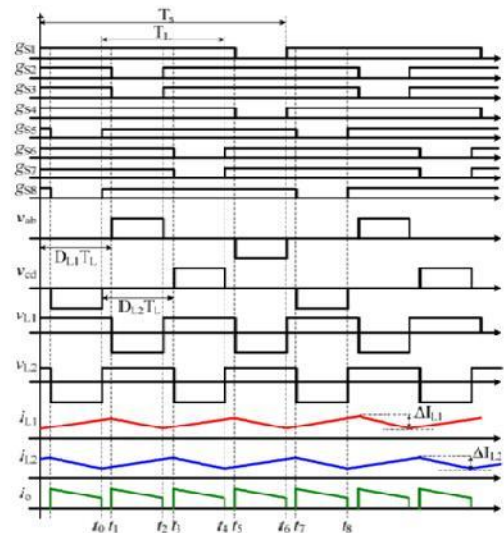 Ts
TL
gS1
gS2
gS3
gS4
gS5
gS6
gS7
gS8
vab
DL1TL
vcd
DL2TL
vL1
vL2
iL1
ΔIL1
iL2
ΔIL2
io
t0 t1 t2 t3 t4 t5 t6 t7 t8